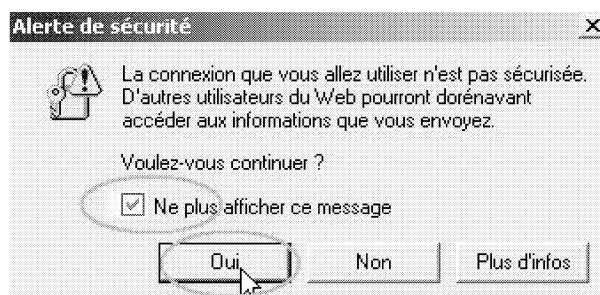 Alerte de sécurité
La connexion que vous allez utiliser n'est pas sécurisée.
D'autres utilisateurs du Web pourront dorénavant
accéder aux informations que vous envoyez.
Voulez-vous continuer ?
Ne plus afficher ce message
Oui Non Plus d'infos